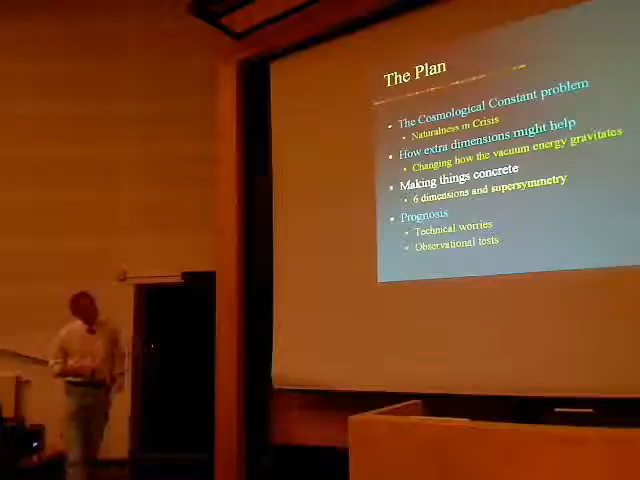 The Plan
• The Cosmological Constant problem
• Naturalness in Crisis
• How extra dimensions might help
• Changing how the vacuum energy gravitates
• Making things concrete
• 6 dimensions and supersymmetry
• Prognosis
• Technical worries
• Observational tests